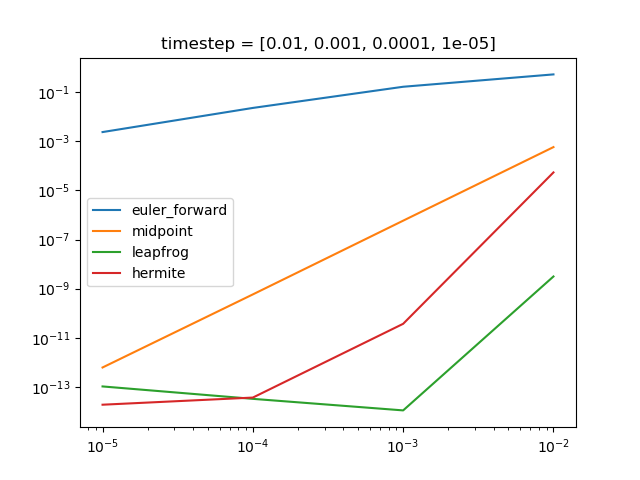 timestep = [0.01, 0.001, 0.0001, 1e-05]
10⁻¹
10⁻³
10⁻⁵
10⁻⁷
10⁻⁹
10⁻¹¹
10⁻¹³
euler_forward
midpoint
leapfrog
hermite
10⁻⁵ 10⁻⁴ 10⁻³ 10⁻²